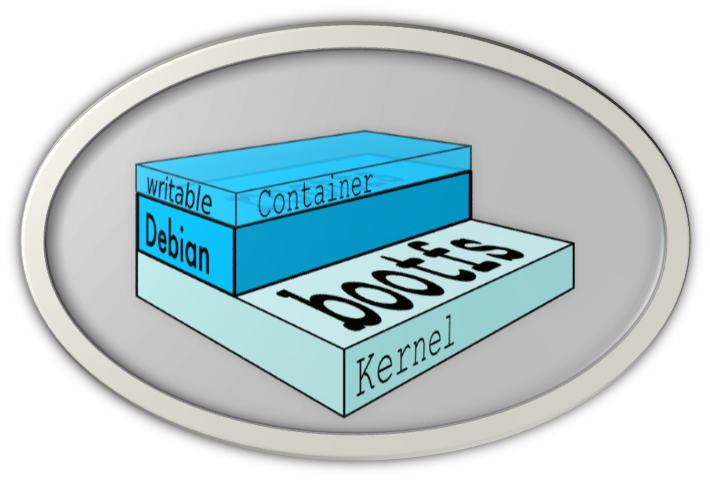 writable Container
Debian
bootfs
Kernel